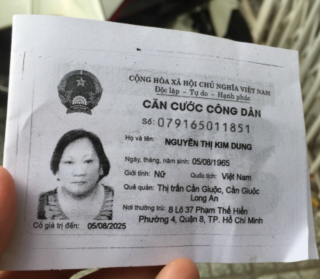 CỘNG HÒA XÃ HỘI CHỦ NGHĨA VIỆT NAM
Độc lập - Tự do - Hạnh phúc
CĂN CƯỚC CÔNG DÂN
Số: 079165011851
Họ và tên:
NGUYỄN THỊ KIM DUNG
Ngày, tháng, năm sinh: 05/08/1965
Giới tính: Nữ Quốc tịch: Việt Nam
Quê quán: Thị trấn Cần Giuộc, Cần Giuộc
Long An
Nơi thường trú: 8 Lô 37 Phạm Thế Hiển
Phường 4, Quận 8, TP. Hồ Chí Minh
Có giá trị đến: 05/08/2025